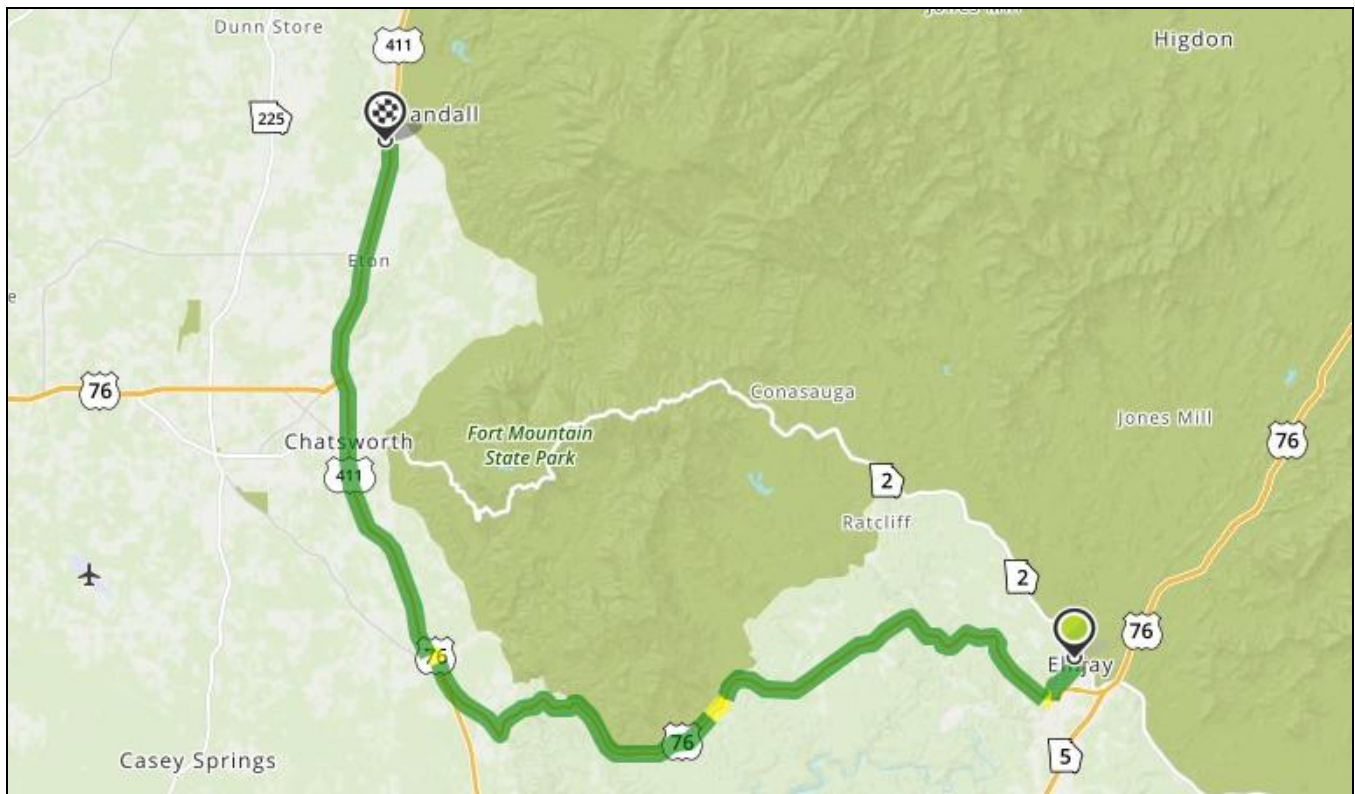 Dunn Store
411
Higdon
225
andall
Eton
e
76
Conasauga
Jones Mill
Chatsworth
Fort Mountain
State Park
76
411
2
Ratcliff
2
76
76
Casey Springs
76
5